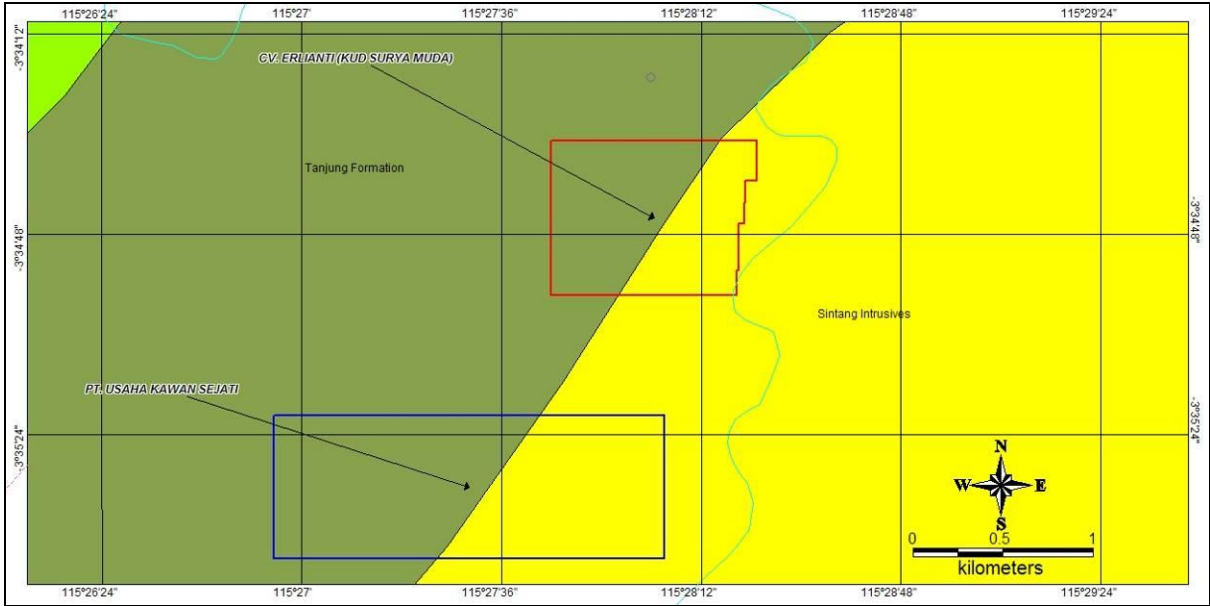 115°26'24" 115°27' 115°27'36" 115°28'12" 115°28'48" 115°29'24"
-3°34'12"
CV. ERLIANTI (KUD SURYA MUDA)
Tanjung Formation
-3°34'48" -3°34'48"
Sintang Intrusives
PT. USAHA KAWAN SEJATI
-3°35'24" -3°35'24"
N
W E
S
0 0.5 1
kilometers
115°26'24" 115°27' 115°27'36" 115°28'12" 115°28'48" 115°29'24"